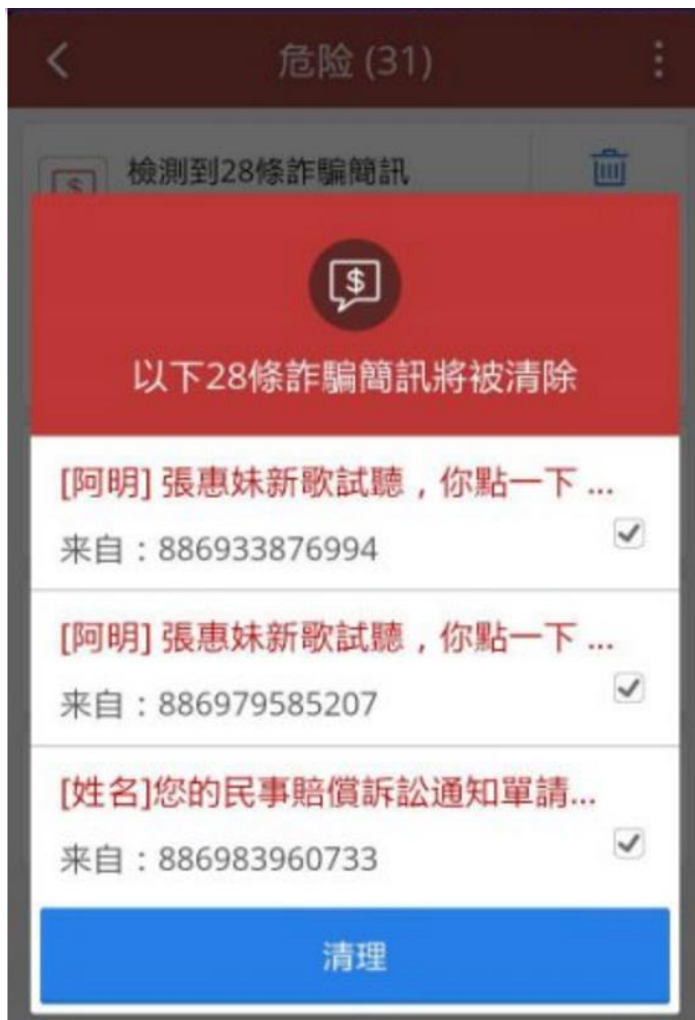 危险 (31)
檢測到28條詐騙簡訊
$
$
以下28條詐騙簡訊將被清除
[阿明] 張惠妹新歌試聽，你點一下 ...
来自：886933876994
[阿明] 張惠妹新歌試聽，你點一下 ...
来自：886979585207
[姓名]您的民事賠償訴訟通知單請...
来自：886983960733
清理